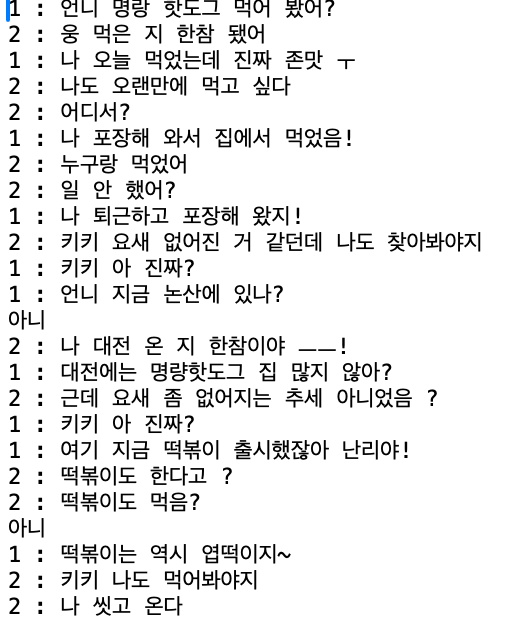 1 : 언니 명랑 핫도그 먹어 봤어?
2 : 웅 먹은 지 한참 됐어
1 : 나 오늘 먹었는데 진짜 존맛 ㅜ
2 : 나도 오랜만에 먹고 싶다
2 : 어디서?
1 : 나 포장해 와서 집에서 먹었음!
2 : 누구랑 먹었어
2 : 일 안 했어?
1 : 나 퇴근하고 포장해 왔지!
2 : 키키 요새 없어진 거 같던데 나도 찾아봐야지
1 : 키키 아 진짜?
1 : 언니 지금 논산에 있나?
아니
2 : 나 대전 온 지 한참이야 ㅡㅡ!
1 : 대전에는 명량핫도그 집 많지 않아?
2 : 근데 요새 좀 없어지는 추세 아니었음 ?
1 : 키키 아 진짜?
1 : 여기 지금 떡볶이 출시했잖아 난리야!
2 : 떡볶이도 한다고 ?
2 : 떡볶이도 먹음?
아니
1 : 떡볶이는 역시 엽떡이지~
2 : 키키 나도 먹어봐야지
2 : 나 씻고 온다